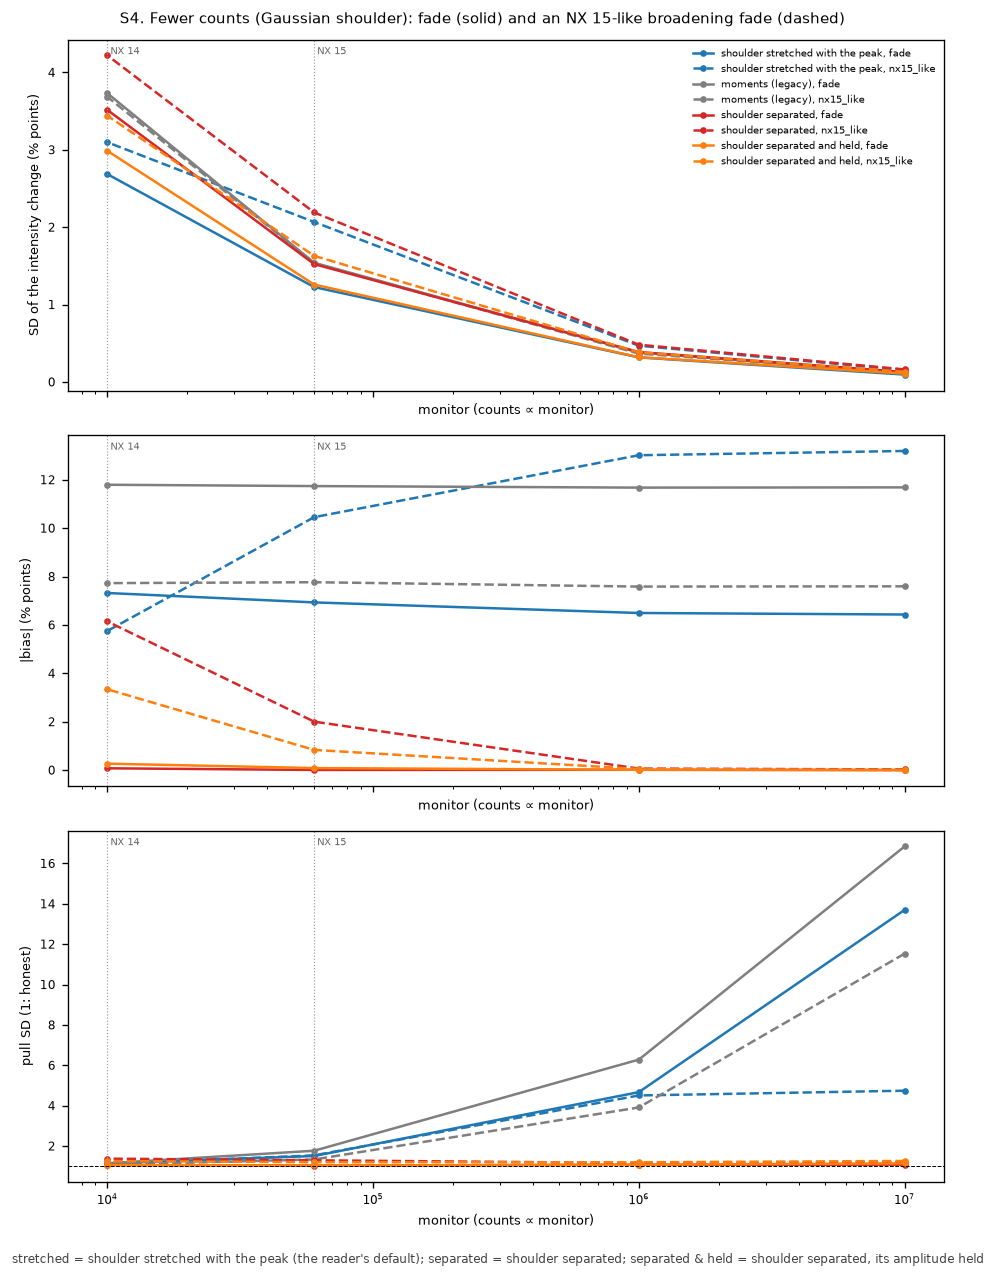 S4. Fewer counts (Gaussian shoulder): fade (solid) and an NX 15-like broadening fade (dashed)
NX 14
NX 15
shoulder stretched with the peak, fade
shoulder stretched with the peak, nx15_like
moments (legacy), fade
moments (legacy), nx15_like
shoulder separated, fade
shoulder separated, nx15_like
shoulder separated and held, fade
shoulder separated and held, nx15_like
4
3
2
1
0
SD of the intensity change (% points)
monitor (counts ∝ monitor)
NX 14
NX 15
12
10
8
6
4
2
0
|bias| (% points)
monitor (counts ∝ monitor)
NX 14
NX 15
16
14
12
10
8
6
4
2
pull SD (1: honest)
10⁴
10⁵
10⁶
10⁷
monitor (counts ∝ monitor)
stretched = shoulder stretched with the peak (the reader's default); separated = shoulder separated; separated & held = shoulder separated, its amplitude held